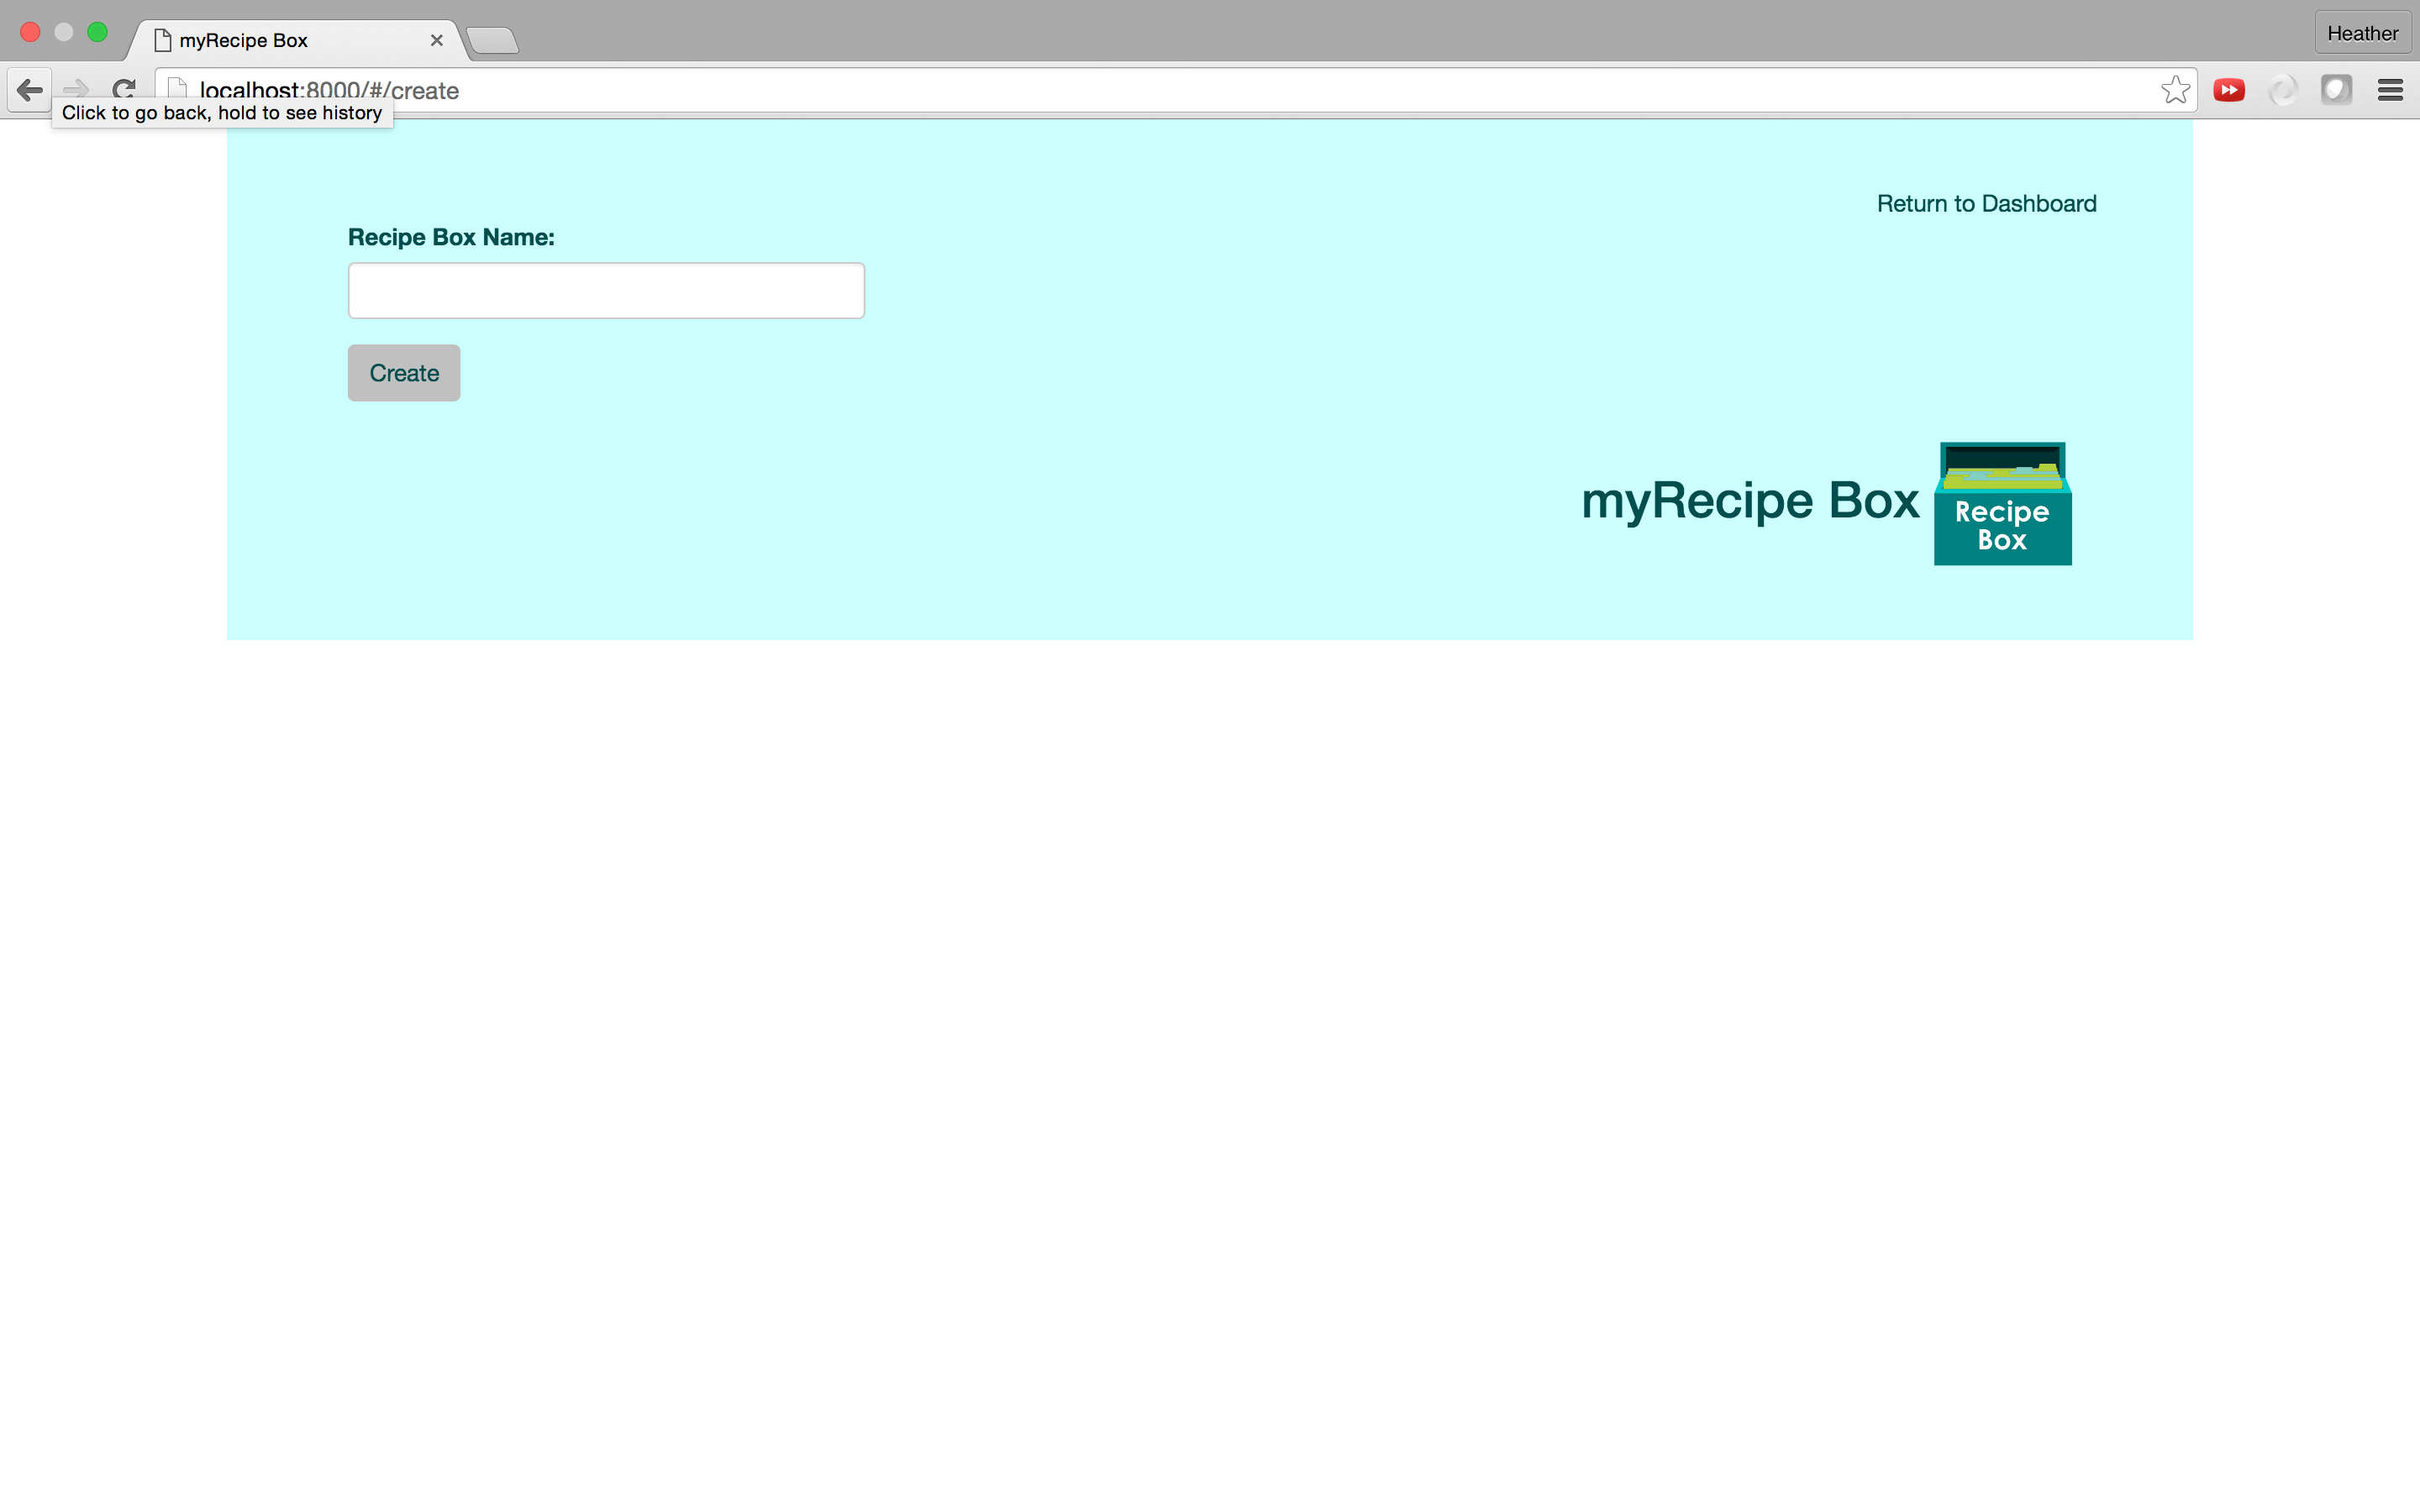 myRecipe Box
Heather
localhost:8000/#/create
Click to go back, hold to see history
Return to Dashboard
Recipe Box Name:
Create
myRecipe Box
Recipe
Box